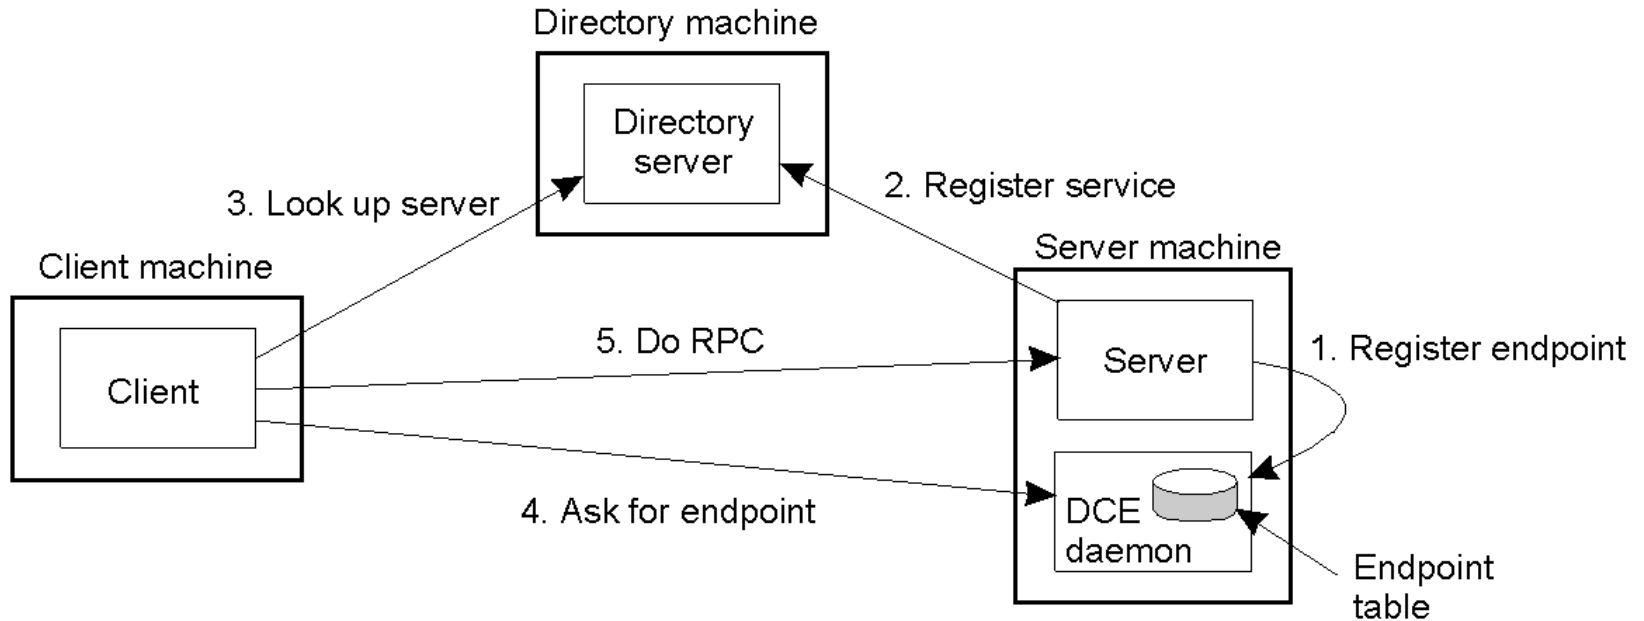 Directory machine
Directory
server
2. Register service
3. Look up server
Server machine
Client machine
5. Do RPC
1. Register endpoint
Server
Client
4. Ask for endpoint
DCE
daemon
Endpoint
table